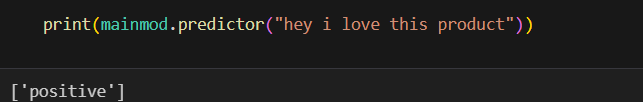 print(mainmod.predictor("hey i love this product"))
['positive']